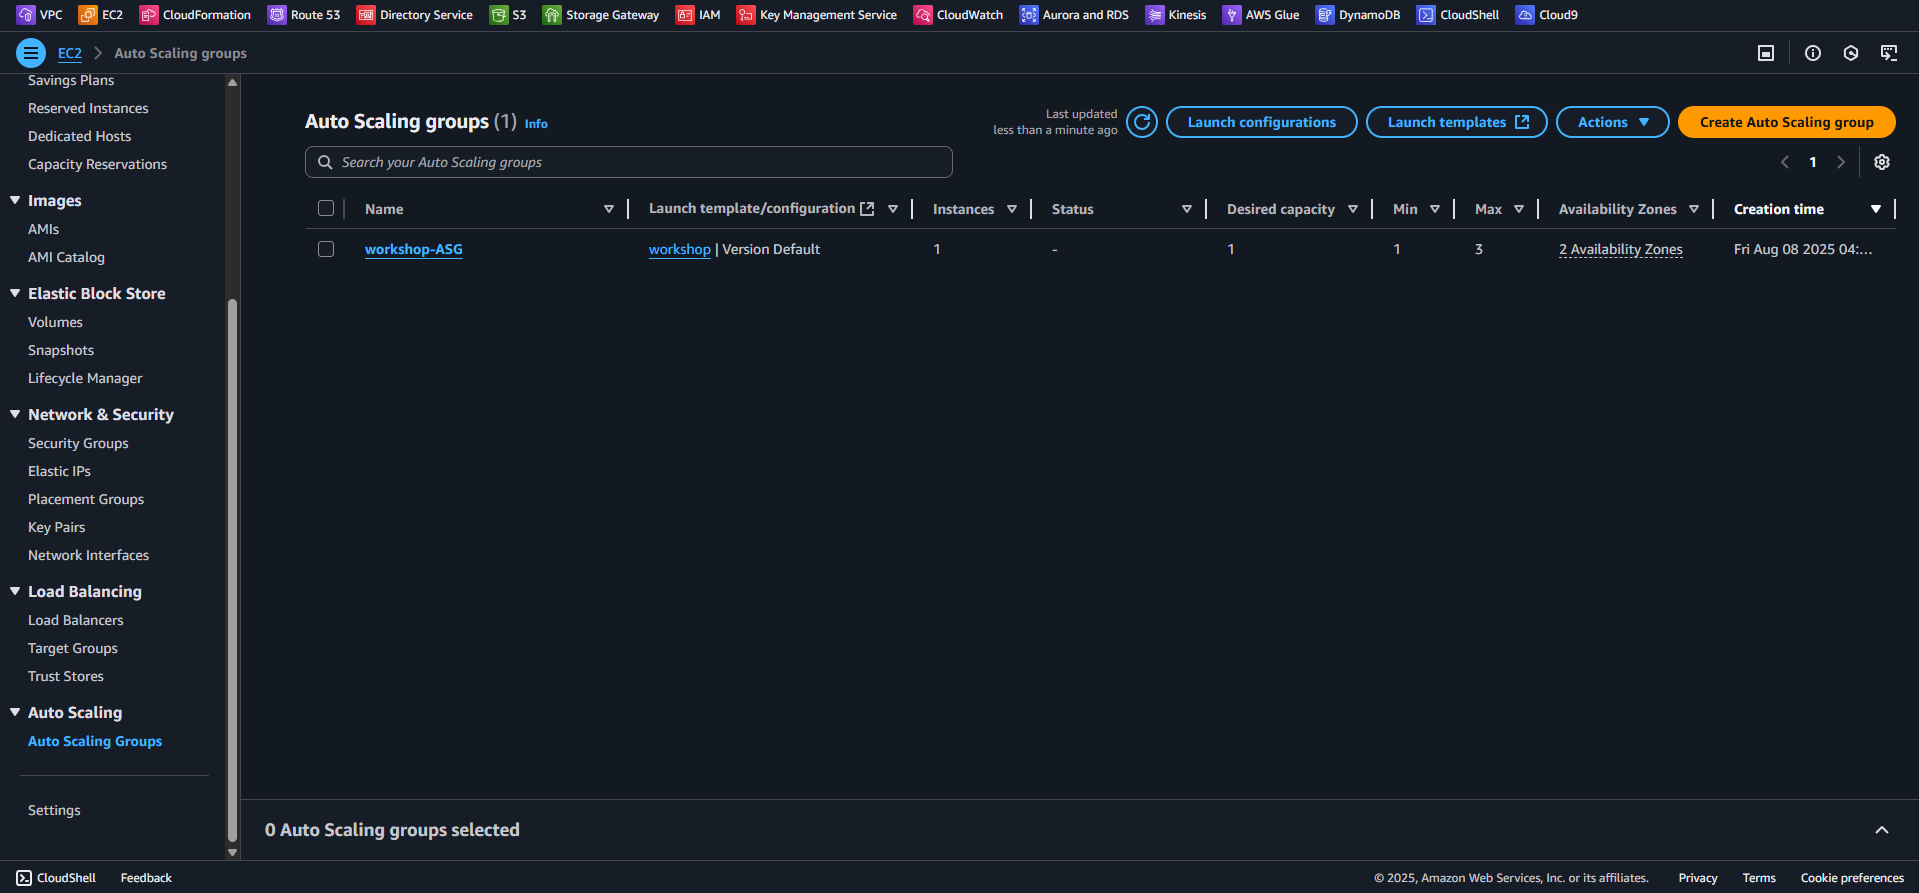 VPC EC2 CloudFormation Route 53 Directory Service S3 Storage Gateway IAM Key Management Service CloudWatch Aurora and RDS Kinesis AWS Glue DynamoDB CloudShell Cloud9
EC2 Auto Scaling groups
Savings Plans
Reserved Instances
Dedicated Hosts
Capacity Reservations
Images
AMIs
AMI Catalog
Elastic Block Store
Volumes
Snapshots
Lifecycle Manager
Network & Security
Security Groups
Elastic IPs
Placement Groups
Key Pairs
Network Interfaces
Load Balancing
Load Balancers
Target Groups
Trust Stores
Auto Scaling
Auto Scaling Groups
Settings
Auto Scaling groups (1) Info
Last updated
less than a minute ago
Launch configurations Launch templates Actions Create Auto Scaling group
Search your Auto Scaling groups
1
Name Launch template/configuration Instances Status Desired capacity Min Max Availability Zones Creation time
workshop-ASG workshop | Version Default 1 - 1 1 3 2 Availability Zones Fri Aug 08 2025 04:...
0 Auto Scaling groups selected
CloudShell Feedback © 2025, Amazon Web Services, Inc. or its affiliates. Privacy Terms Cookie preferences